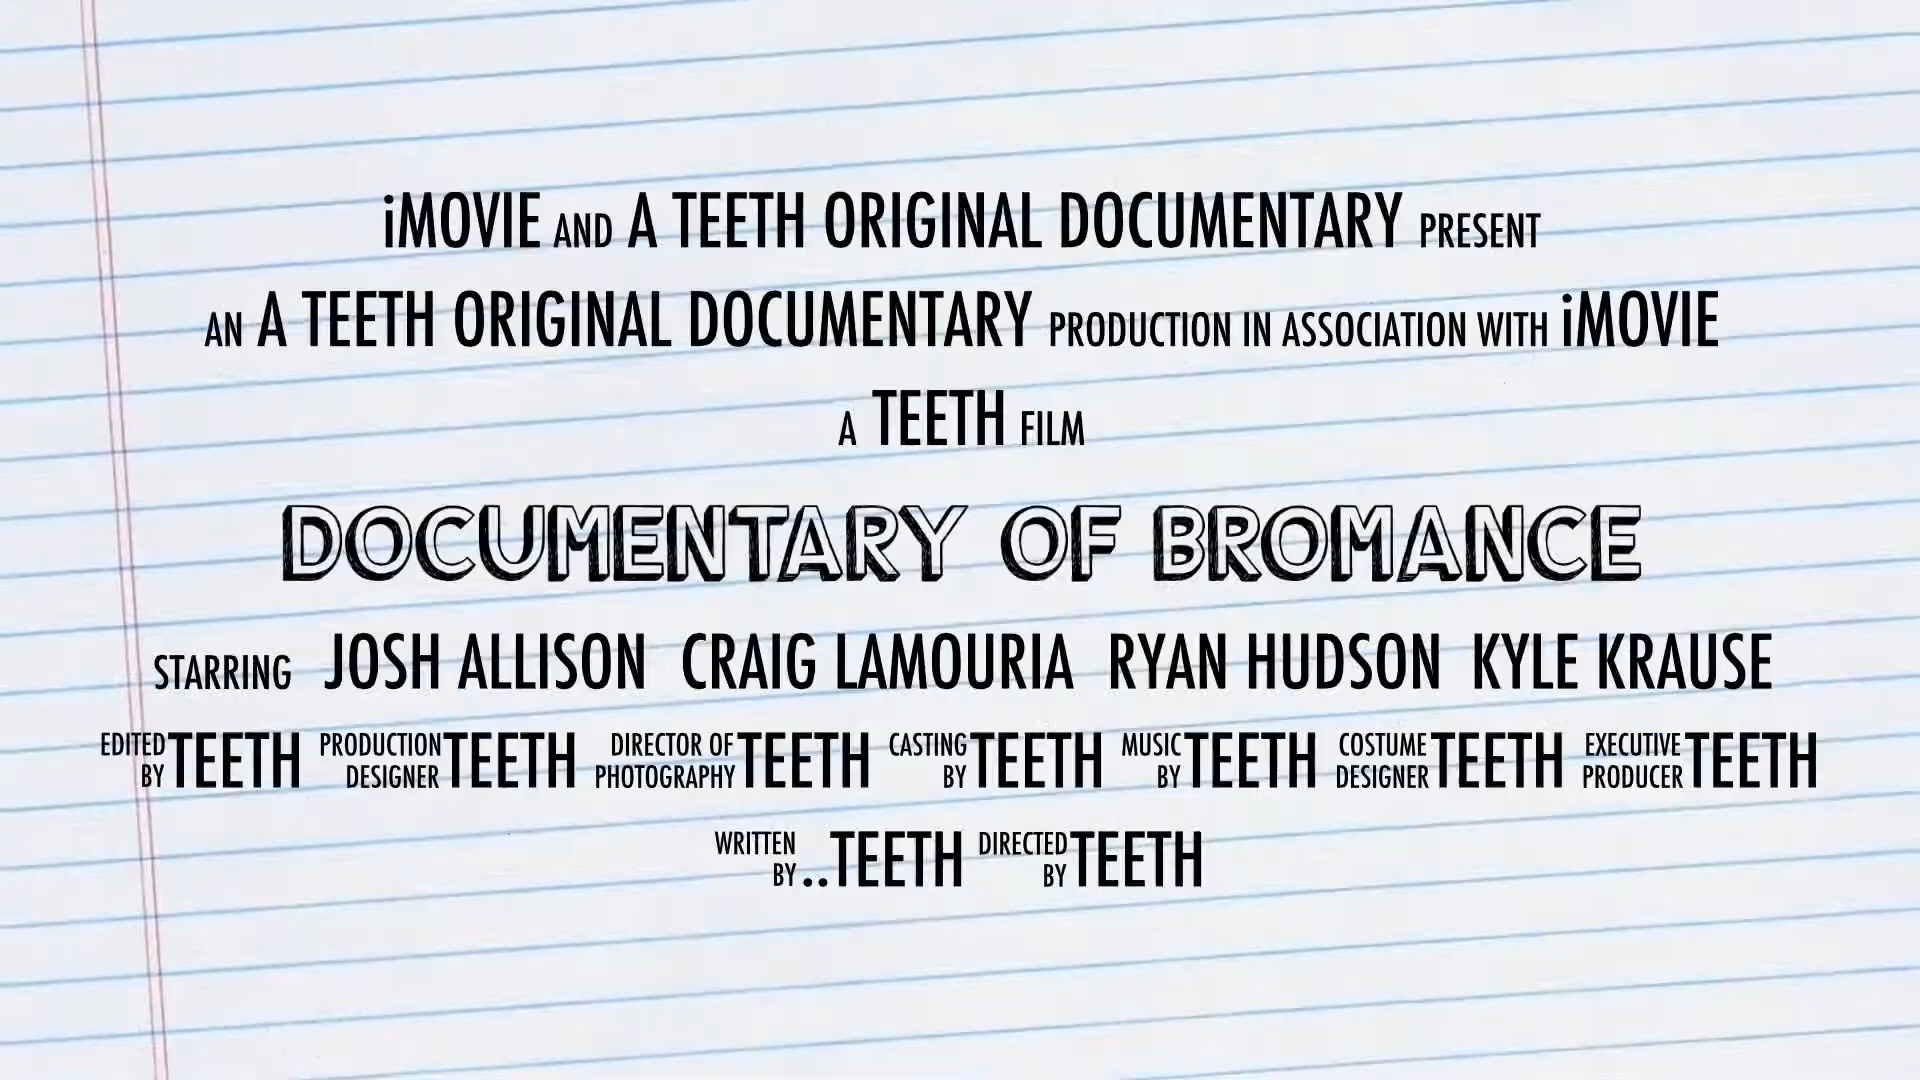 iMOVIE AND A TEETH ORIGINAL DOCUMENTARY PRESENT
AN A TEETH ORIGINAL DOCUMENTARY PRODUCTION IN ASSOCIATION WITH iMOVIE
A TEETH FILM
DOCUMENTARY OF BROMANCE
STARRING JOSH ALLISON CRAIG LAMOURIA RYAN HUDSON KYLE KRAUSE
EDITED BY TEETH PRODUCTION DESIGNER TEETH DIRECTOR OF PHOTOGRAPHY TEETH CASTING BY TEETH MUSIC BY TEETH COSTUME DESIGNER TEETH EXECUTIVE PRODUCER TEETH
WRITTEN BY ..TEETH DIRECTED BY TEETH